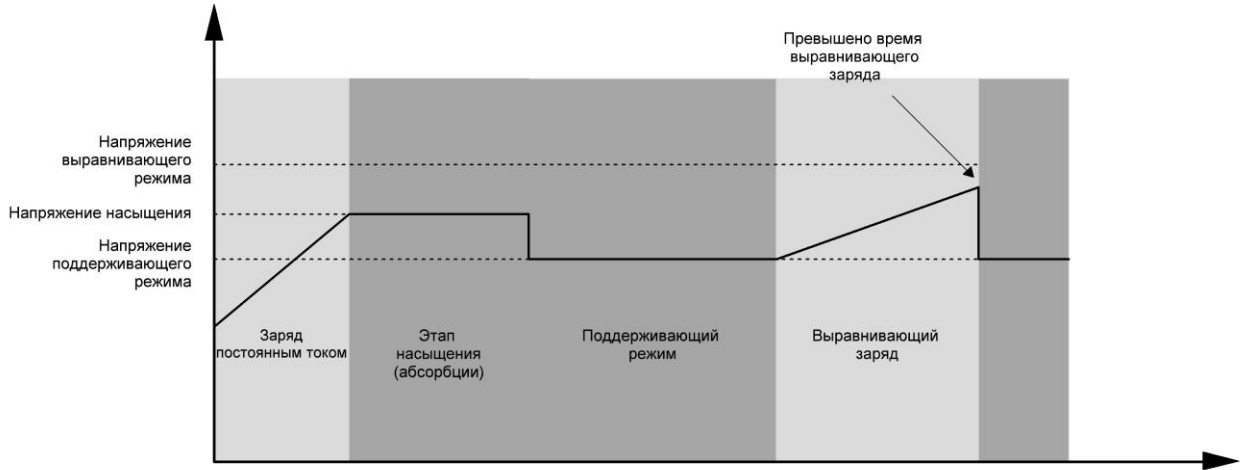 Превышено время
выравнивающего
заряда
Напряжение
выравнивающего
режима
Напряжение насыщения
Напряжение
поддерживающего
режима
Заряд
постоянным током
Этап
насыщения
(абсорбции)
Поддерживающий
режим
Выравнивающий
заряд